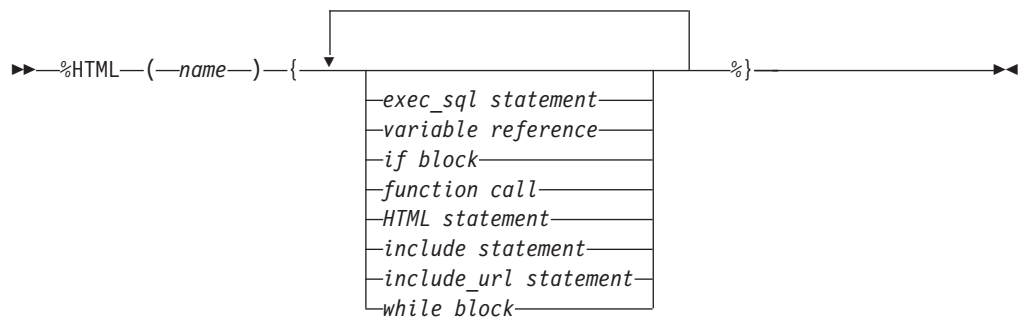 %HTML ( name ) { %}
exec_sql statement
variable reference
if block
function call
HTML statement
include statement
include_url statement
while block